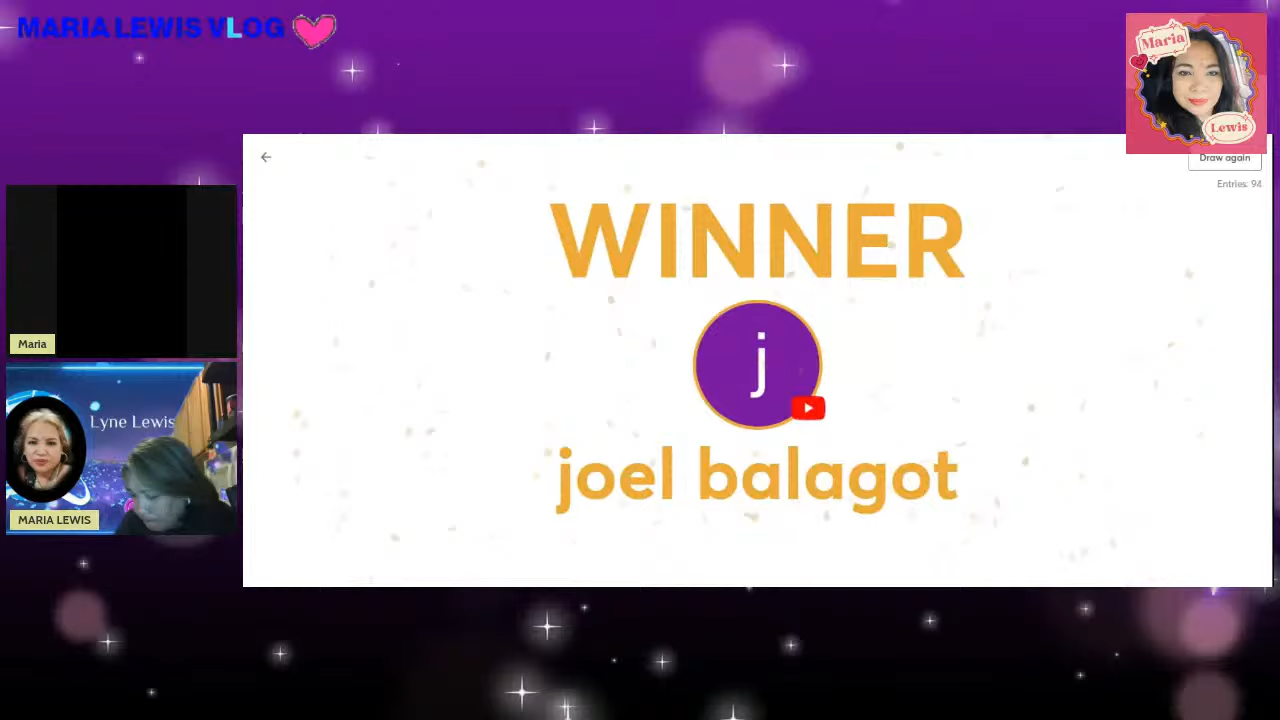 MARIA LEWIS VLOG
Maria
Lewis
Draw again
Entries: 94
WINNER
j
joel balagot
Maria
Lyne Lewis
MARIA LEWIS